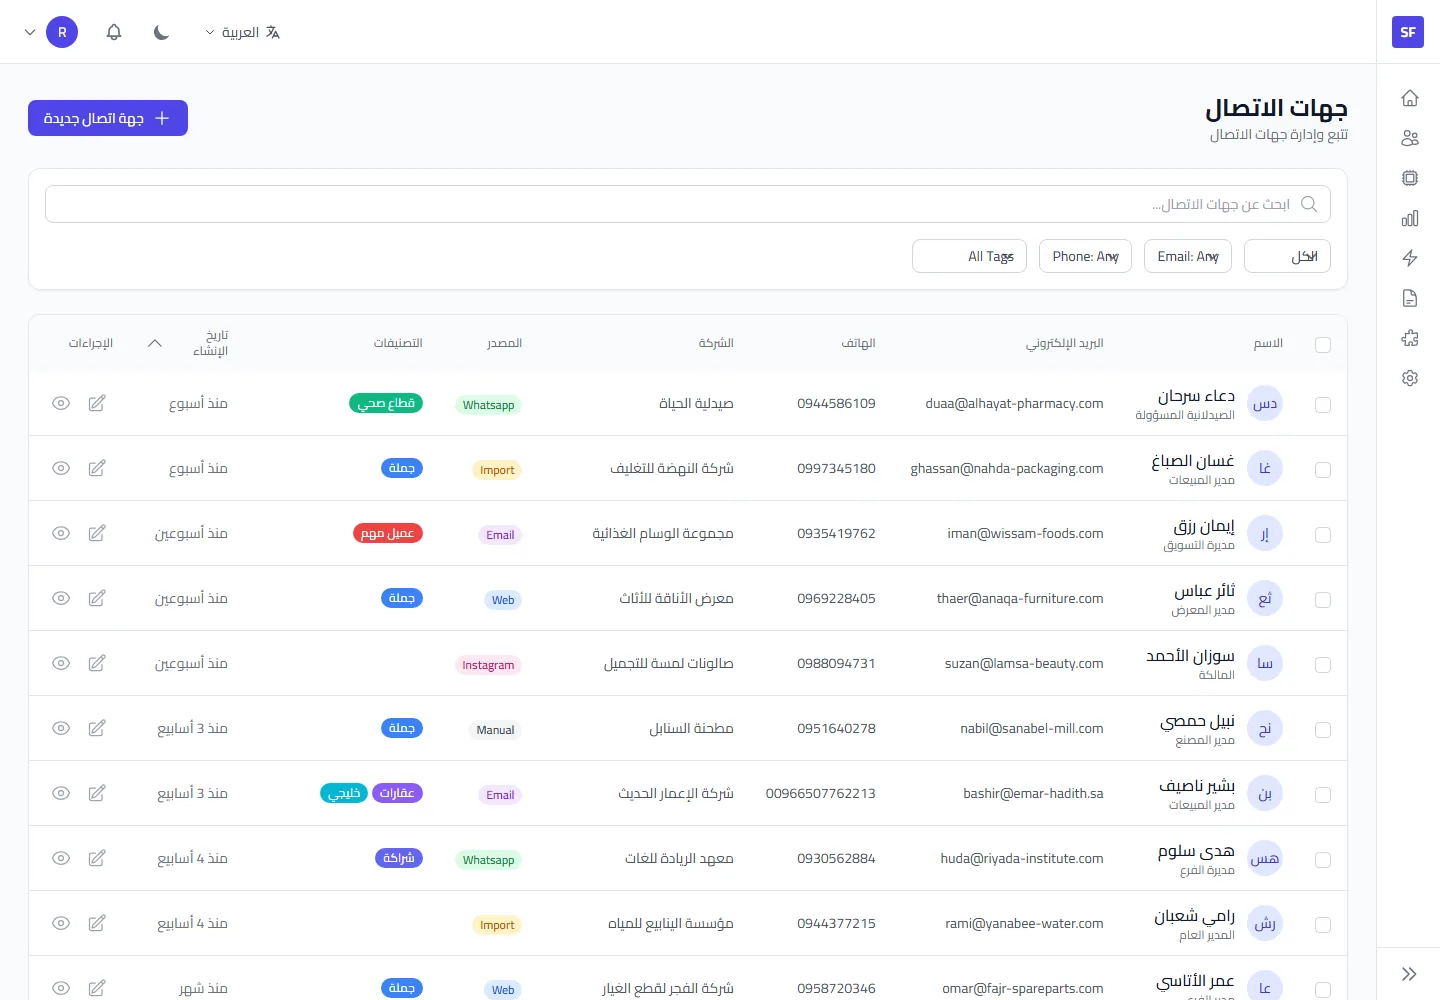 SF
العربية
R
جهات الاتصال
تتبع وإدارة جهات الاتصال
جهة اتصال جديدة
ابحث عن جهات الاتصال...
الكل
Email: Any
Phone: Any
All Tags
الاسم البريد الإلكتروني الهاتف الشركة المصدر التصنيفات تاريخ الإنشاء الإجراءات
دس دعاء سرحان duaa@alhayat-pharmacy.com 0944586109 صيدلية الحياة Whatsapp قطاع صحي منذ أسبوع
الصيدلانية المسؤولة
غا غسان الصباغ ghassan@nahda-packaging.com 0997345180 شركة النهضة للتغليف Import جملة منذ أسبوع
مدير المبيعات
إر إيمان رزق iman@wissam-foods.com 0935419762 مجموعة الوسام الغذائية Email عميل مهم منذ أسبوعين
مديرة التسويق
ثع ثائر عباس thaer@anaqa-furniture.com 0969228405 معرض الأناقة للأثاث Web جملة منذ أسبوعين
مدير المعرض
سا سوزان الأحمد suzan@lamsa-beauty.com 0988094731 صالونات لمسة للتجميل Instagram منذ أسبوعين
المالكة
نح نبيل حمصي nabil@sanabel-mill.com 0951640278 مطحنة السنابل Manual جملة منذ 3 أسابيع
مدير المصنع
بن بشير ناصيف bashir@emar-hadith.sa 00966507762213 شركة الإعمار الحديث Email عقارات خليجي منذ 3 أسابيع
مدير المبيعات
هس هدى سلوم huda@riyada-institute.com 0930562884 معهد الريادة للغات Whatsapp شراكة منذ 4 أسابيع
مديرة الفرع
رش رامي شعبان rami@yanabee-water.com 0944377215 مؤسسة الينابيع للمياه Import منذ 4 أسابيع
المدير العام
عا عمر الأتاسي omar@fajr-spareparts.com 0958720346 شركة الفجر لقطع الغيار Web جملة منذ شهر